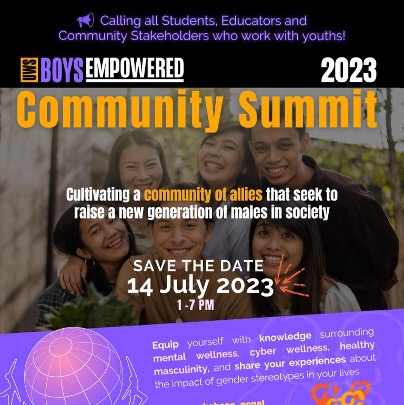 Calling all Students, Educators and
Community Stakeholders who work with youths!
BOYS EMPOWERED
2023
Community Summit
Cultivating a community of allies that seek to
raise a new generation of males in society
SAVE THE DATE
14 July 2023
1 -7 PM
Equip yourself with knowledge surrounding
mental wellness, cyber wellness, healthy
masculinity, and share your experiences about
the impact of gender stereotypes in your lives